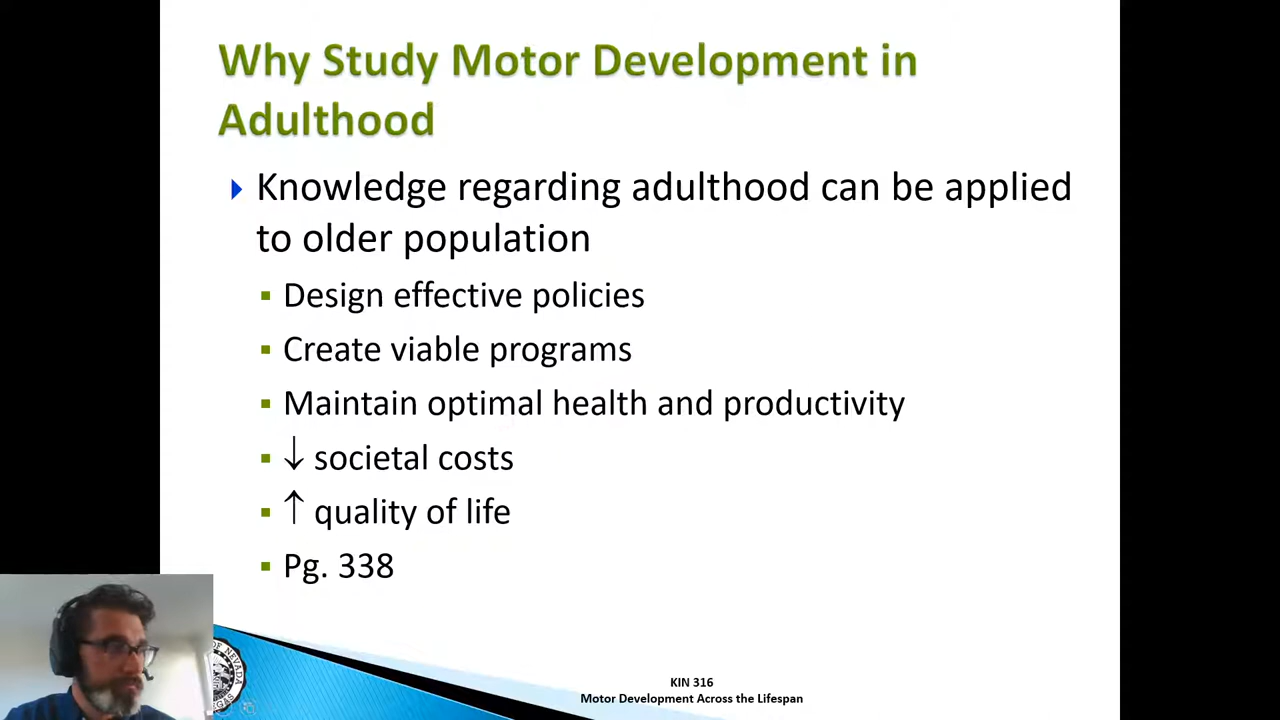 Why Study Motor Development in
Adulthood
Knowledge regarding adulthood can be applied
to older population
Design effective policies
Create viable programs
Maintain optimal health and productivity
↓ societal costs
↑ quality of life
Pg. 338
OF NEVADA
KIN 316
Motor Development Across the Lifespan